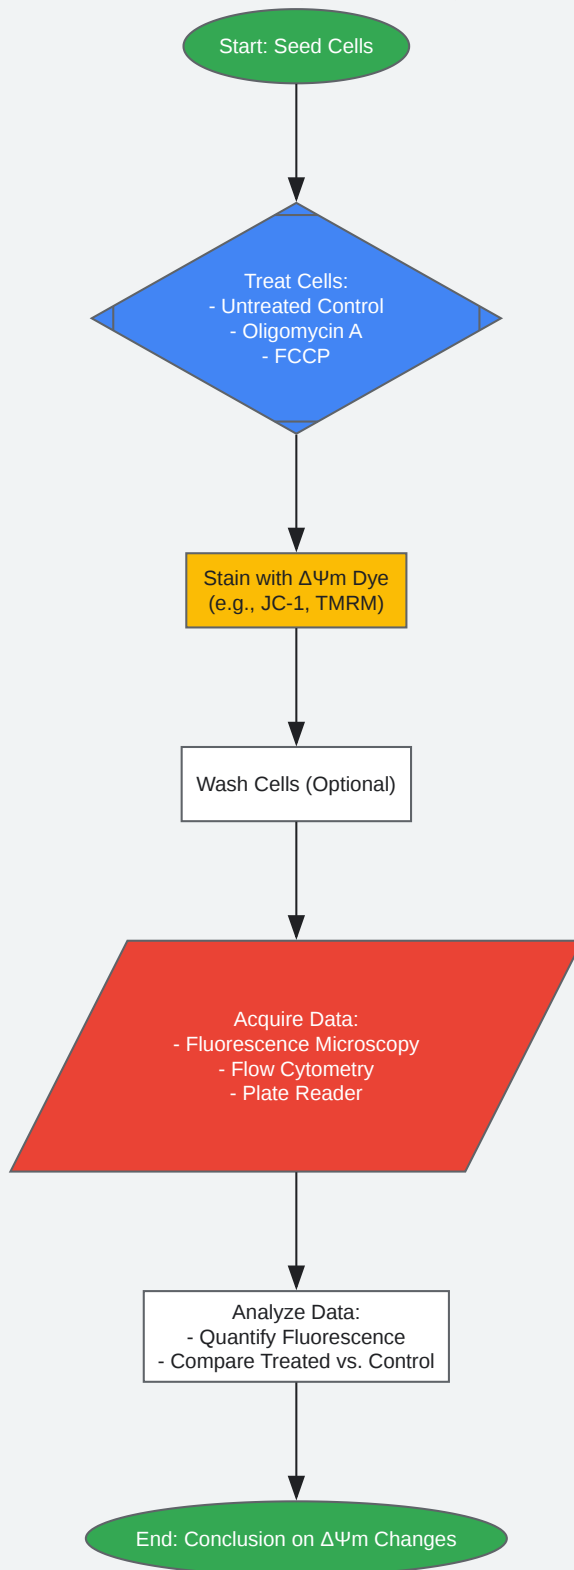 Start: Seed Cells
Treat Cells:
- Untreated Control
- Oligomycin A
- FCCP
Stain with ΔΨm Dye
(e.g., JC-1, TMRM)
Wash Cells (Optional)
Acquire Data:
- Fluorescence Microscopy
- Flow Cytometry
- Plate Reader
Analyze Data:
- Quantify Fluorescence
- Compare Treated vs. Control
End: Conclusion on ΔΨm Changes